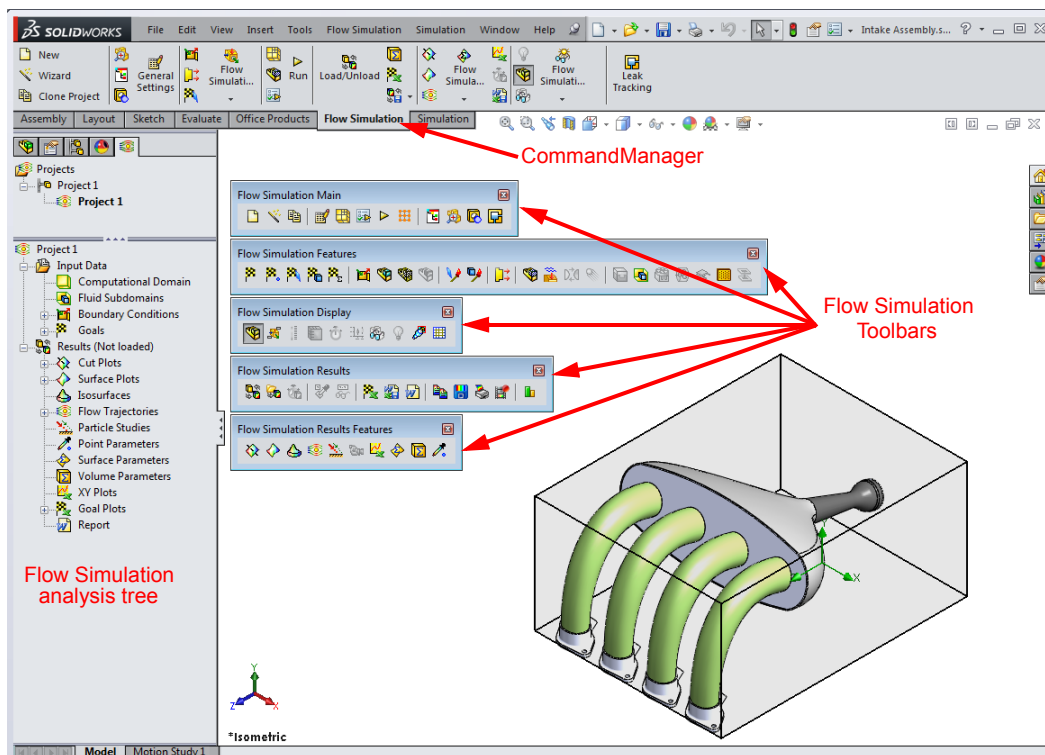 SOLIDWORKS File Edit View Insert Tools Flow Simulation Simulation Window Help Intake Assembly.s... ?
New
Wizard
Clone Project
General
Settings
Flow
Simulati...
Run
Load/Unload
Flow
Simula...
Flow
Simulati...
Leak
Tracking
Assembly Layout Sketch Evaluate Office Products Flow Simulation Simulation
CommandManager
Projects
Project 1
Project 1
Flow Simulation Main
Flow Simulation Features
Flow Simulation Display
Flow Simulation Results
Flow Simulation Results Features
Flow Simulation
Toolbars
Project 1
Input Data
Computational Domain
Fluid Subdomains
Boundary Conditions
Goals
Results (Not loaded)
Cut Plots
Surface Plots
Isosurfaces
Flow Trajectories
Particle Studies
Point Parameters
Surface Parameters
Volume Parameters
XY Plots
Goal Plots
Report
Flow Simulation
analysis tree
X
Y
Z
X
*Isometric
Model Motion Study 1